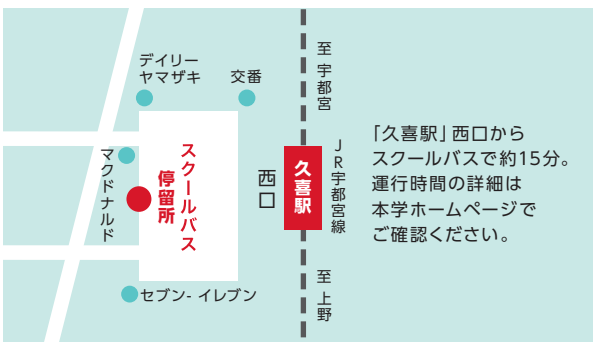 デイリー
ヤマザキ
交番
マクドナルド
スクールバス
停留所
セブン- イレブン
西口
久喜駅
至 宇都宮
JR宇都宮線
至 上野
「久喜駅」西口から
スクールバスで約15分。
運行時間の詳細は
本学ホームページで
ご確認ください。